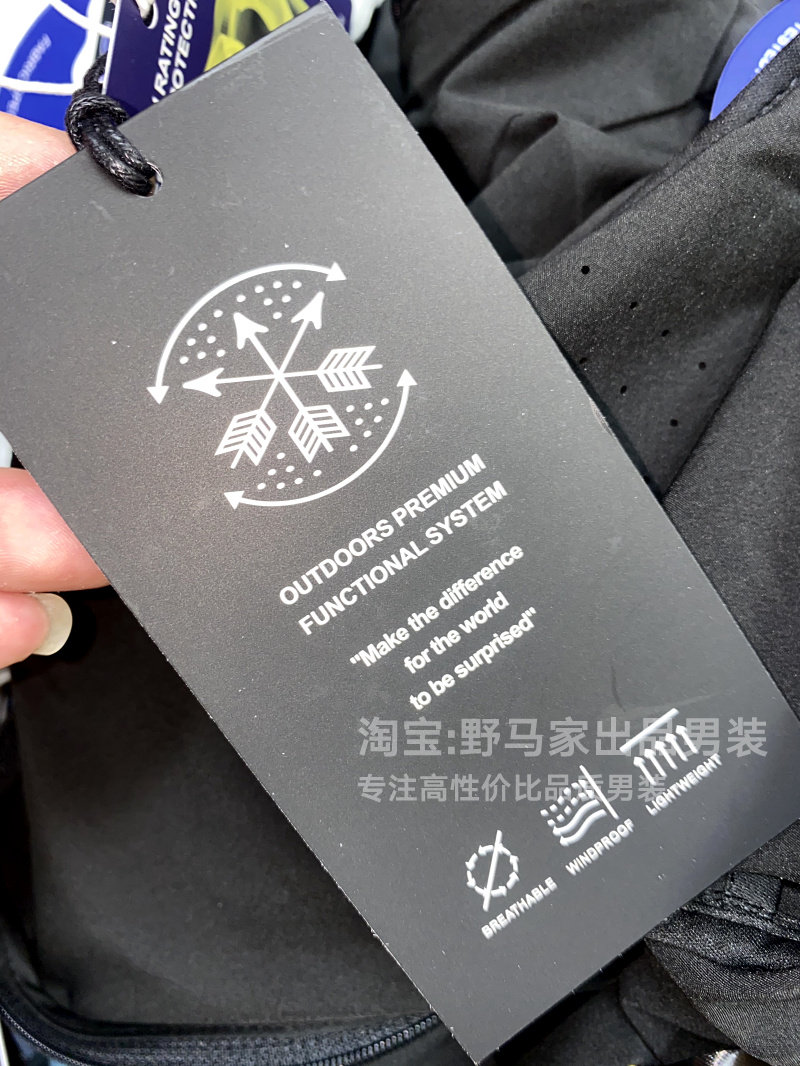 RATING
OUTDOORS PREMIUM
FUNCTIONAL SYSTEM
"Make the difference
for the world
to be surprised"
淘宝:野马家出品男装
专注高性价比品质男装
BREATHABLE
WINDPROOF
LIGHTWEIGHT